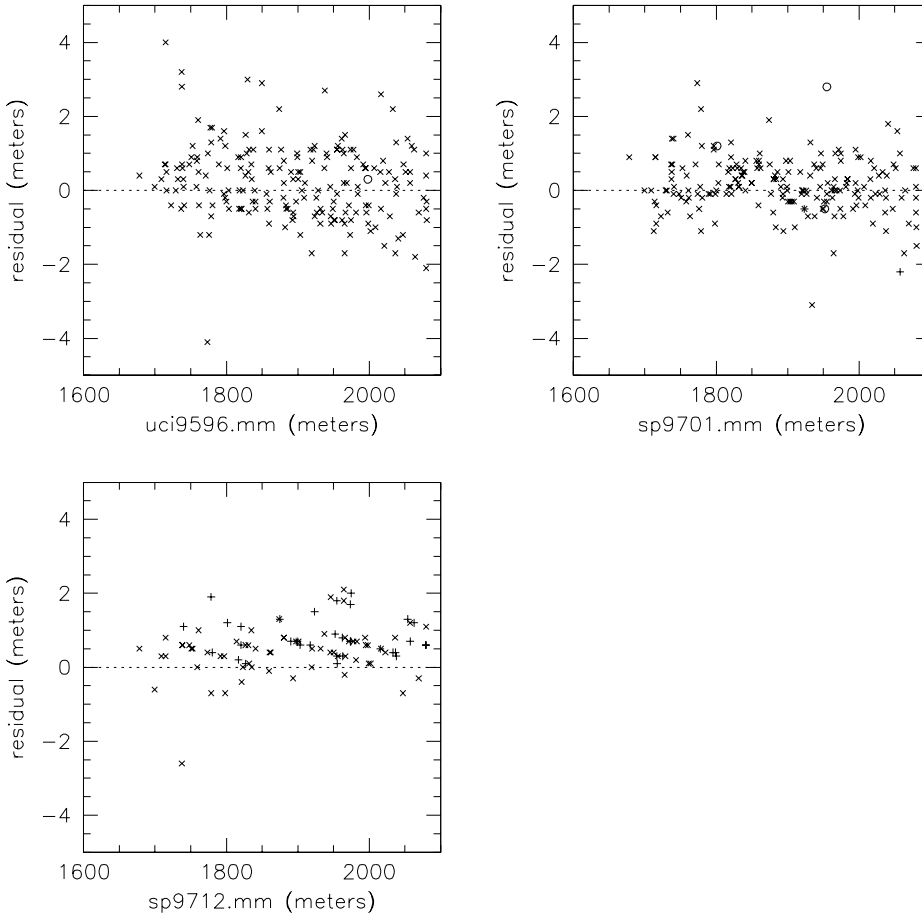 residual (meters)
4
2
0
−2
−4
1600 1800 2000
uci9596.mm (meters)
residual (meters)
4
2
0
−2
−4
1600 1800 2000
sp9701.mm (meters)
residual (meters)
4
2
0
−2
−4
1600 1800 2000
sp9712.mm (meters)